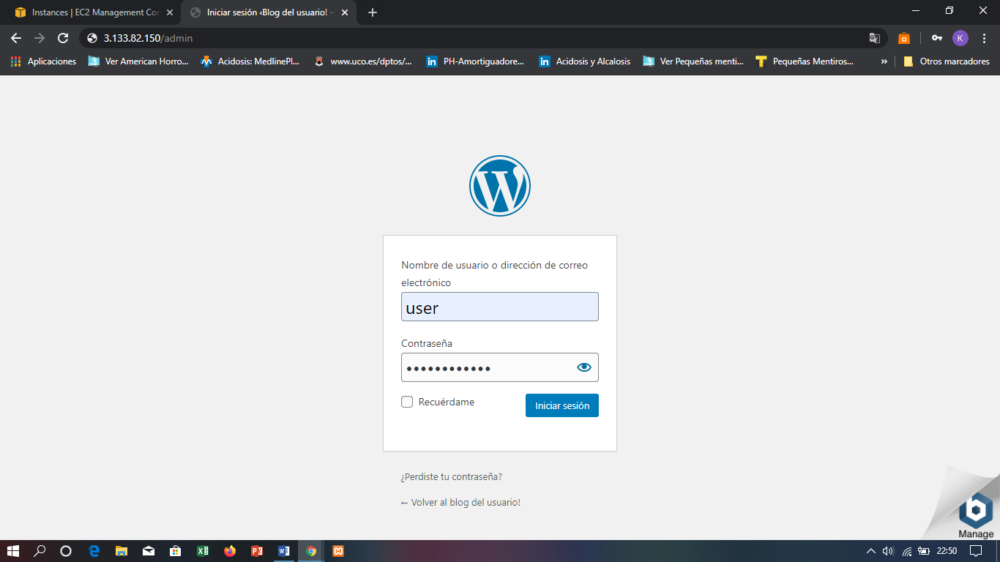 Instances | EC2 Management Con
Iniciar sesión ‹Blog del usuario! -
3.133.82.150/admin
K
Aplicaciones
Ver American Horro...
Acidosis: MedlinePl...
www.uco.es/dptos/...
PH-Amortiguadore...
Acidosis y Alcalosis
Ver Pequeñas menti...
Pequeñas Mentiros...
»
Otros marcadores
Nombre de usuario o dirección de correo
electrónico
user
Contraseña
Recuérdame
Iniciar sesión
¿Perdiste tu contraseña?
← Volver al blog del usuario!
Manage
22:50